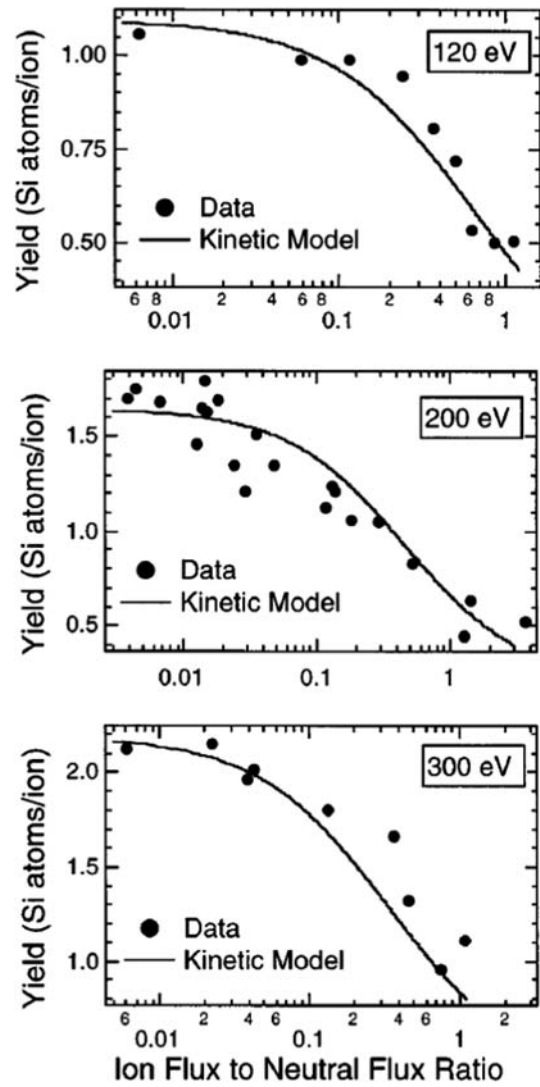 120 eV
1.00
0.75
0.50
Yield (Si atoms/ion)
Data
Kinetic Model
6 8 2 4 6 8 2 4 6 8
0.01 0.1 1
200 eV
1.5
1.0
0.5
Yield (Si atoms/ion)
Data
Kinetic Model
0.01 0.1 1
300 eV
2.0
1.5
1.0
Yield (Si atoms/ion)
Data
Kinetic Model
6 2 4 6 2 4 6 2
0.01 0.1 1
Ion Flux to Neutral Flux Ratio